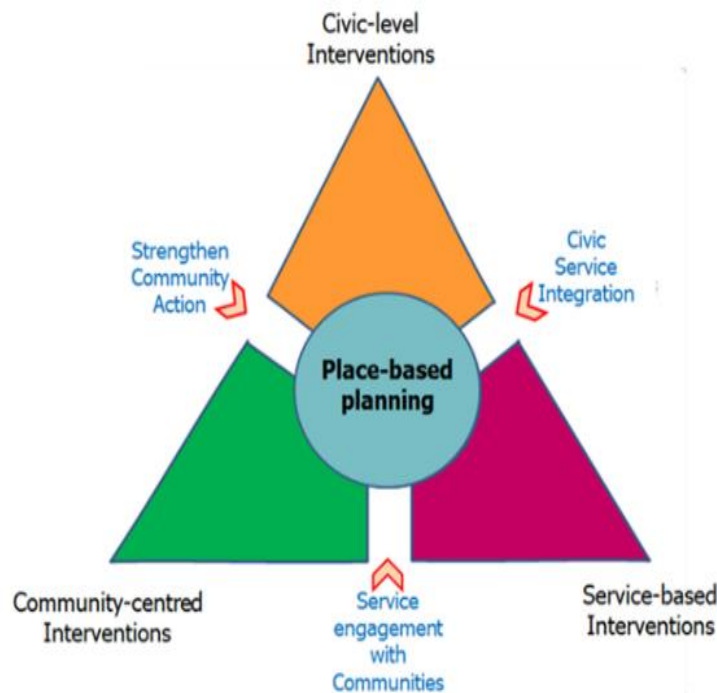 Civic-level
Interventions
Strengthen
Community
Action
Civic
Service
Integration
Place-based
planning
Community-centred
Interventions
Service
engagement
with
Communities
Service-based
Interventions